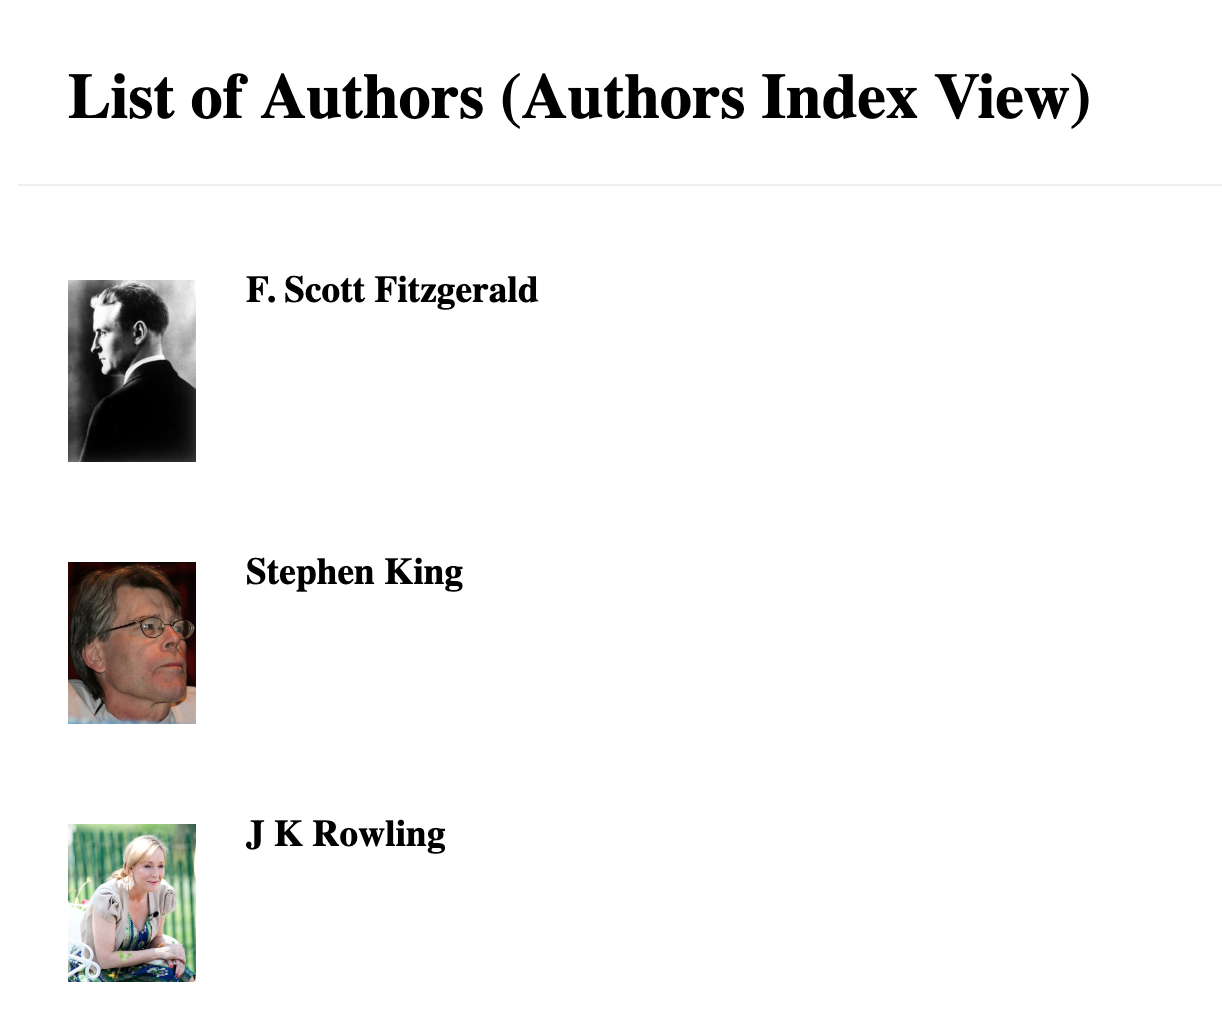 List of Authors (Authors Index View)
F. Scott Fitzgerald
Stephen King
J K Rowling